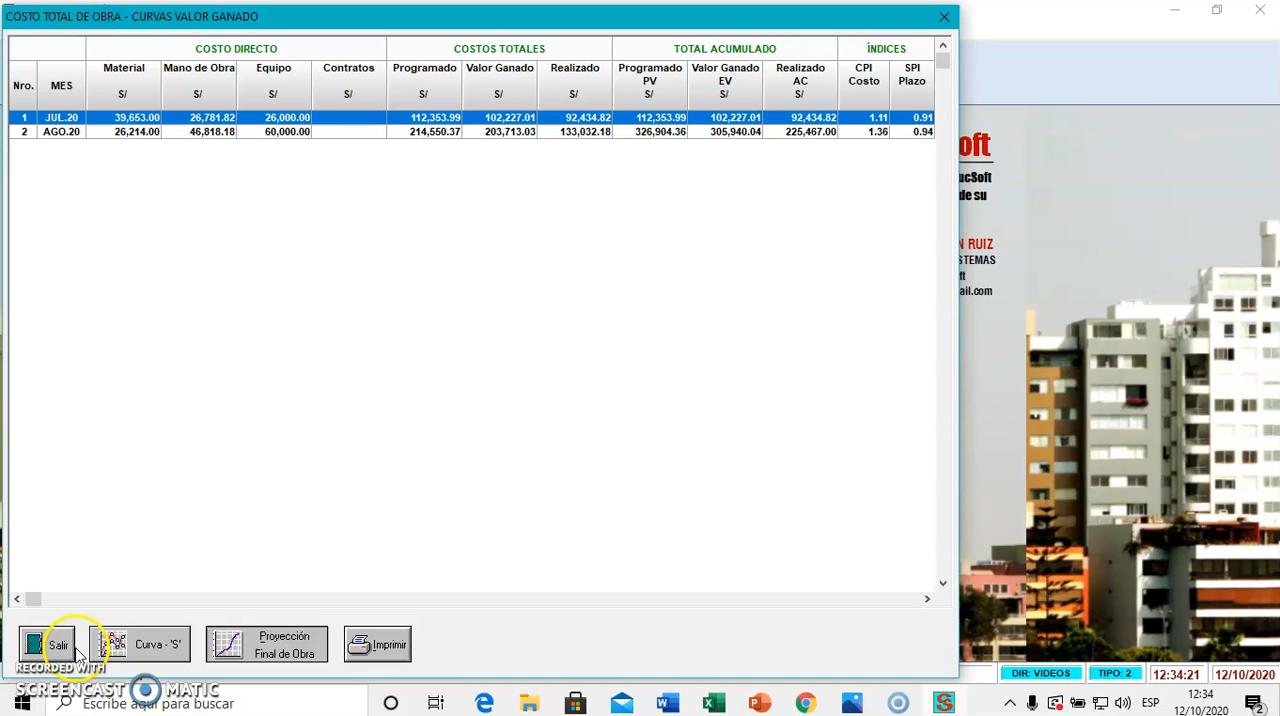 COSTO TOTAL DE OBRA - CURVAS VALOR GANADO
COSTO DIRECTO COSTOS TOTALES TOTAL ACUMULADO ÍNDICES
Nro. MES Material S/ Mano de Obra S/ Equipo S/ Contratos S/ Programado S/ Valor Ganado S/ Realizado S/ Programado PV S/ Valor Ganado EV S/ Realizado AC S/ CPI Costo SPI Plazo
1 JUL.20 39,653.00 26,781.82 26,000.00 112,353.99 102,227.01 92,434.82 112,353.99 102,227.01 92,434.82 1.11 0.91
2 AGO.20 26,214.00 46,818.18 60,000.00 214,550.37 203,713.03 133,032.18 326,904.36 305,940.04 225,467.00 1.36 0.94
oft
ucSoft
de su
N RUIZ
STEMAS
ft
ail.com
Salir
Curva - 'S'
Proyección
Final de Obra
Imprimir
RECORDED WITH
SCREENCAST MATIC
DIR: VIDEOS TIPO: 2 12:34:21 12/10/2020
Escribe aquí para buscar
ESP
12:34
12/10/2020
2